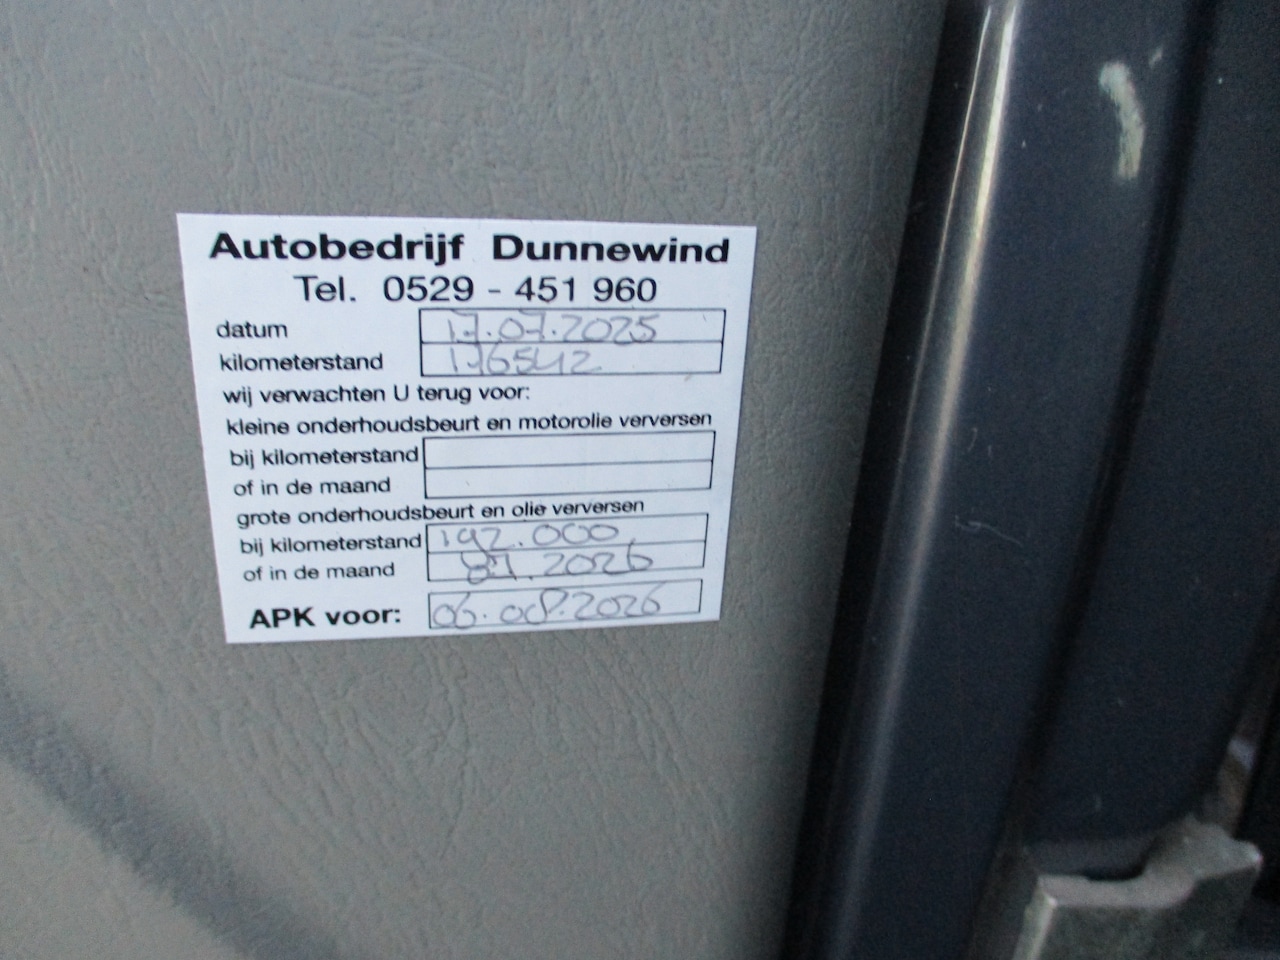 Autobedrijf Dunnewind
Tel. 0529 - 451 960
datum 17.07.2025
kilometerstand 176542
wij verwachten U terug voor:
kleine onderhoudsbeurt en motorolie verversen
bij kilometerstand
of in de maand
grote onderhoudsbeurt en olie verversen
bij kilometerstand 192.000
of in de maand 2026
APK voor: 06.08.2026